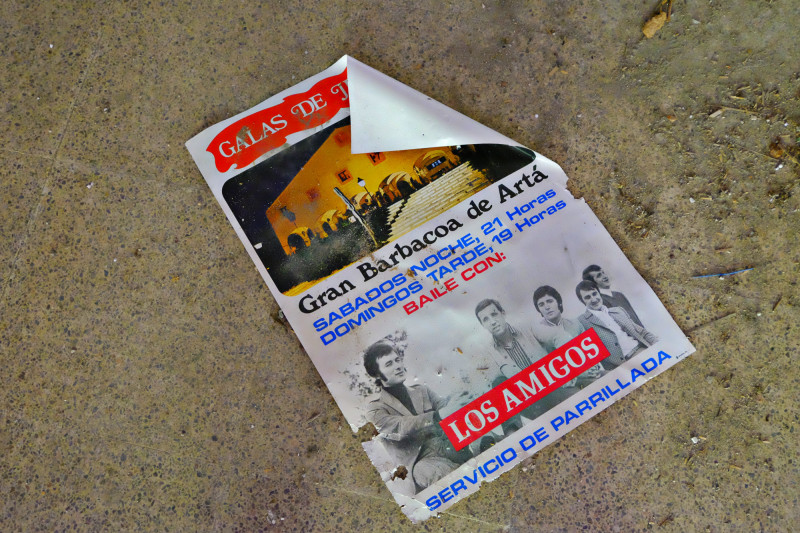 GALAS DE
Gran Barbacoa de Artá
SABADOS NOCHE, 21 Horas
DOMINGOS TARDE, 19 Horas
BAILE CON:
LOS AMIGOS
SERVICIO DE PARRILLADA